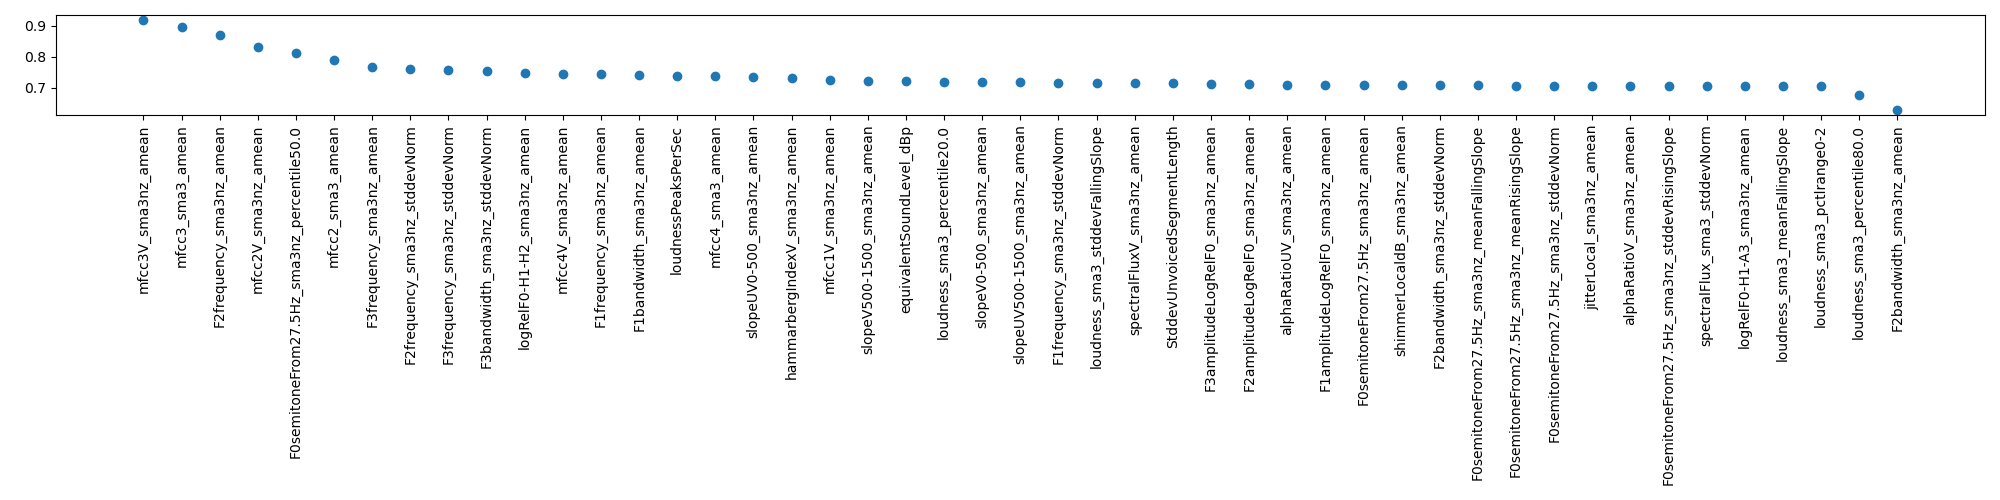 0.9
0.8
0.7
mfcc3V_sma3nz_amean
mfcc3_sma3_amean
F2frequency_sma3nz_amean
mfcc2V_sma3nz_amean
F0semitoneFrom27.5Hz_sma3nz_percentile50.0
mfcc2_sma3_amean
F3frequency_sma3nz_amean
F2frequency_sma3nz_stddevNorm
F3frequency_sma3nz_stddevNorm
F3bandwidth_sma3nz_stddevNorm
logRelF0-H1-H2_sma3nz_amean
mfcc4V_sma3nz_amean
F1frequency_sma3nz_amean
F1bandwidth_sma3nz_amean
loudnessPeaksPerSec
mfcc4_sma3_amean
slopeUV0-500_sma3nz_amean
hammarbergIndexV_sma3nz_amean
mfcc1V_sma3nz_amean
slopeV500-1500_sma3nz_amean
equivalentSoundLevel_dBp
loudness_sma3_percentile20.0
slopeV0-500_sma3nz_amean
slopeUV500-1500_sma3nz_amean
F1frequency_sma3nz_stddevNorm
loudness_sma3_stddevFallingSlope
spectralFluxV_sma3nz_amean
StddevUnvoicedSegmentLength
F3amplitudeLogRelF0_sma3nz_amean
F2amplitudeLogRelF0_sma3nz_amean
alphaRatioUV_sma3nz_amean
F1amplitudeLogRelF0_sma3nz_amean
F0semitoneFrom27.5Hz_sma3nz_amean
shimmerLocaldB_sma3nz_amean
F2bandwidth_sma3nz_stddevNorm
F0semitoneFrom27.5Hz_sma3nz_meanFallingSlope
F0semitoneFrom27.5Hz_sma3nz_meanRisingSlope
F0semitoneFrom27.5Hz_sma3nz_stddevNorm
jitterLocal_sma3nz_amean
alphaRatioV_sma3nz_amean
F0semitoneFrom27.5Hz_sma3nz_stddevRisingSlope
spectralFlux_sma3_stddevNorm
logRelF0-H1-A3_sma3nz_amean
loudness_sma3_meanFallingSlope
loudness_sma3_pctlrange0-2
loudness_sma3_percentile80.0
F2bandwidth_sma3nz_amean